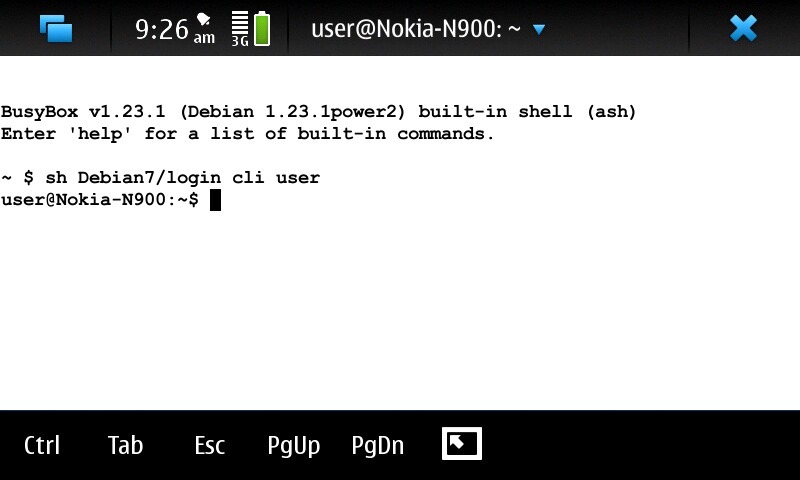 9:26 am 3G user@Nokia-N900: ~
BusyBox v1.23.1 (Debian 1.23.1power2) built-in shell (ash)
Enter 'help' for a list of built-in commands.
~ $ sh Debian7/login cli user
user@Nokia-N900:~$
Ctrl Tab Esc PgUp PgDn